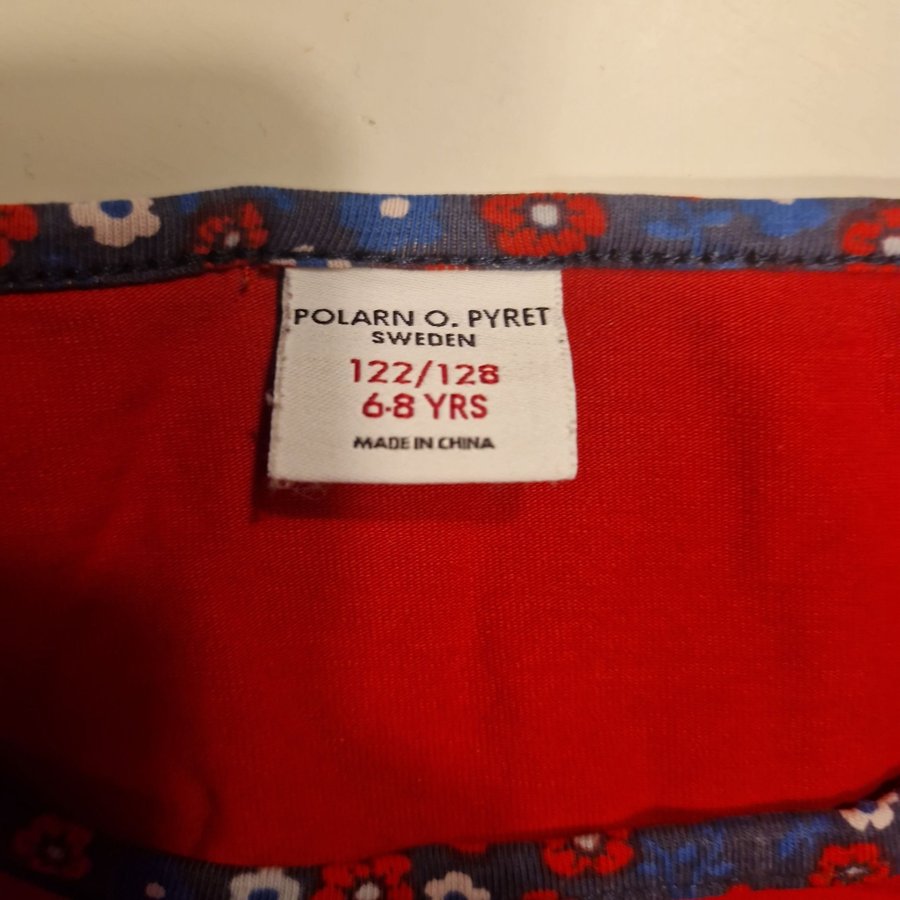 POLARN O. PYRET
SWEDEN
122/128
6-8 YRS
MADE IN CHINA